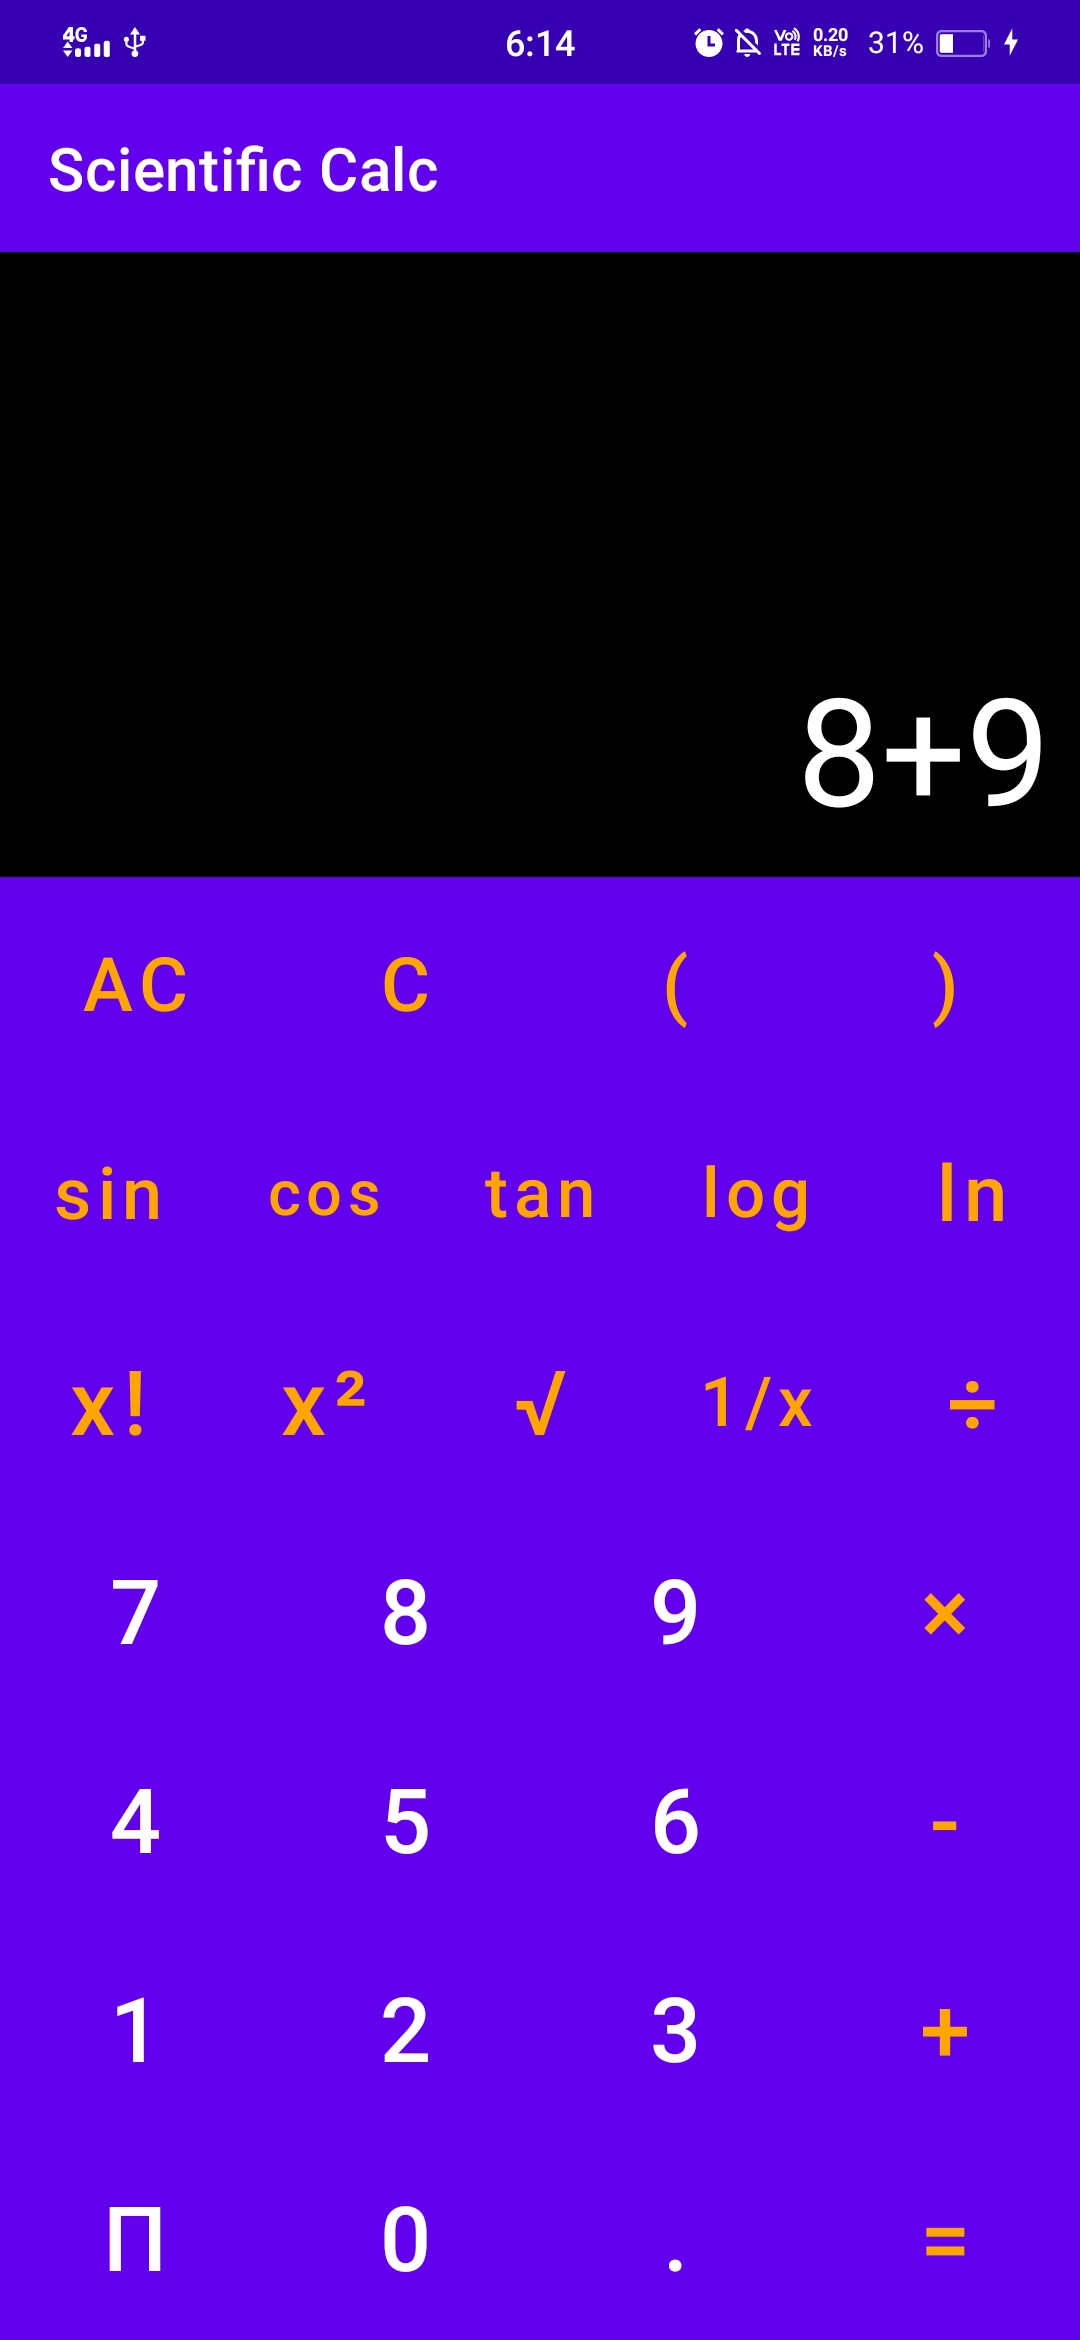 4G 6:14 Vo) LTE 0.20 KB/s 31%
Scientific Calc
8+9
AC C ( )
sin cos tan log ln
x! x² √ 1/x ÷
7 8 9 ×
4 5 6 -
1 2 3 +
П 0 . =